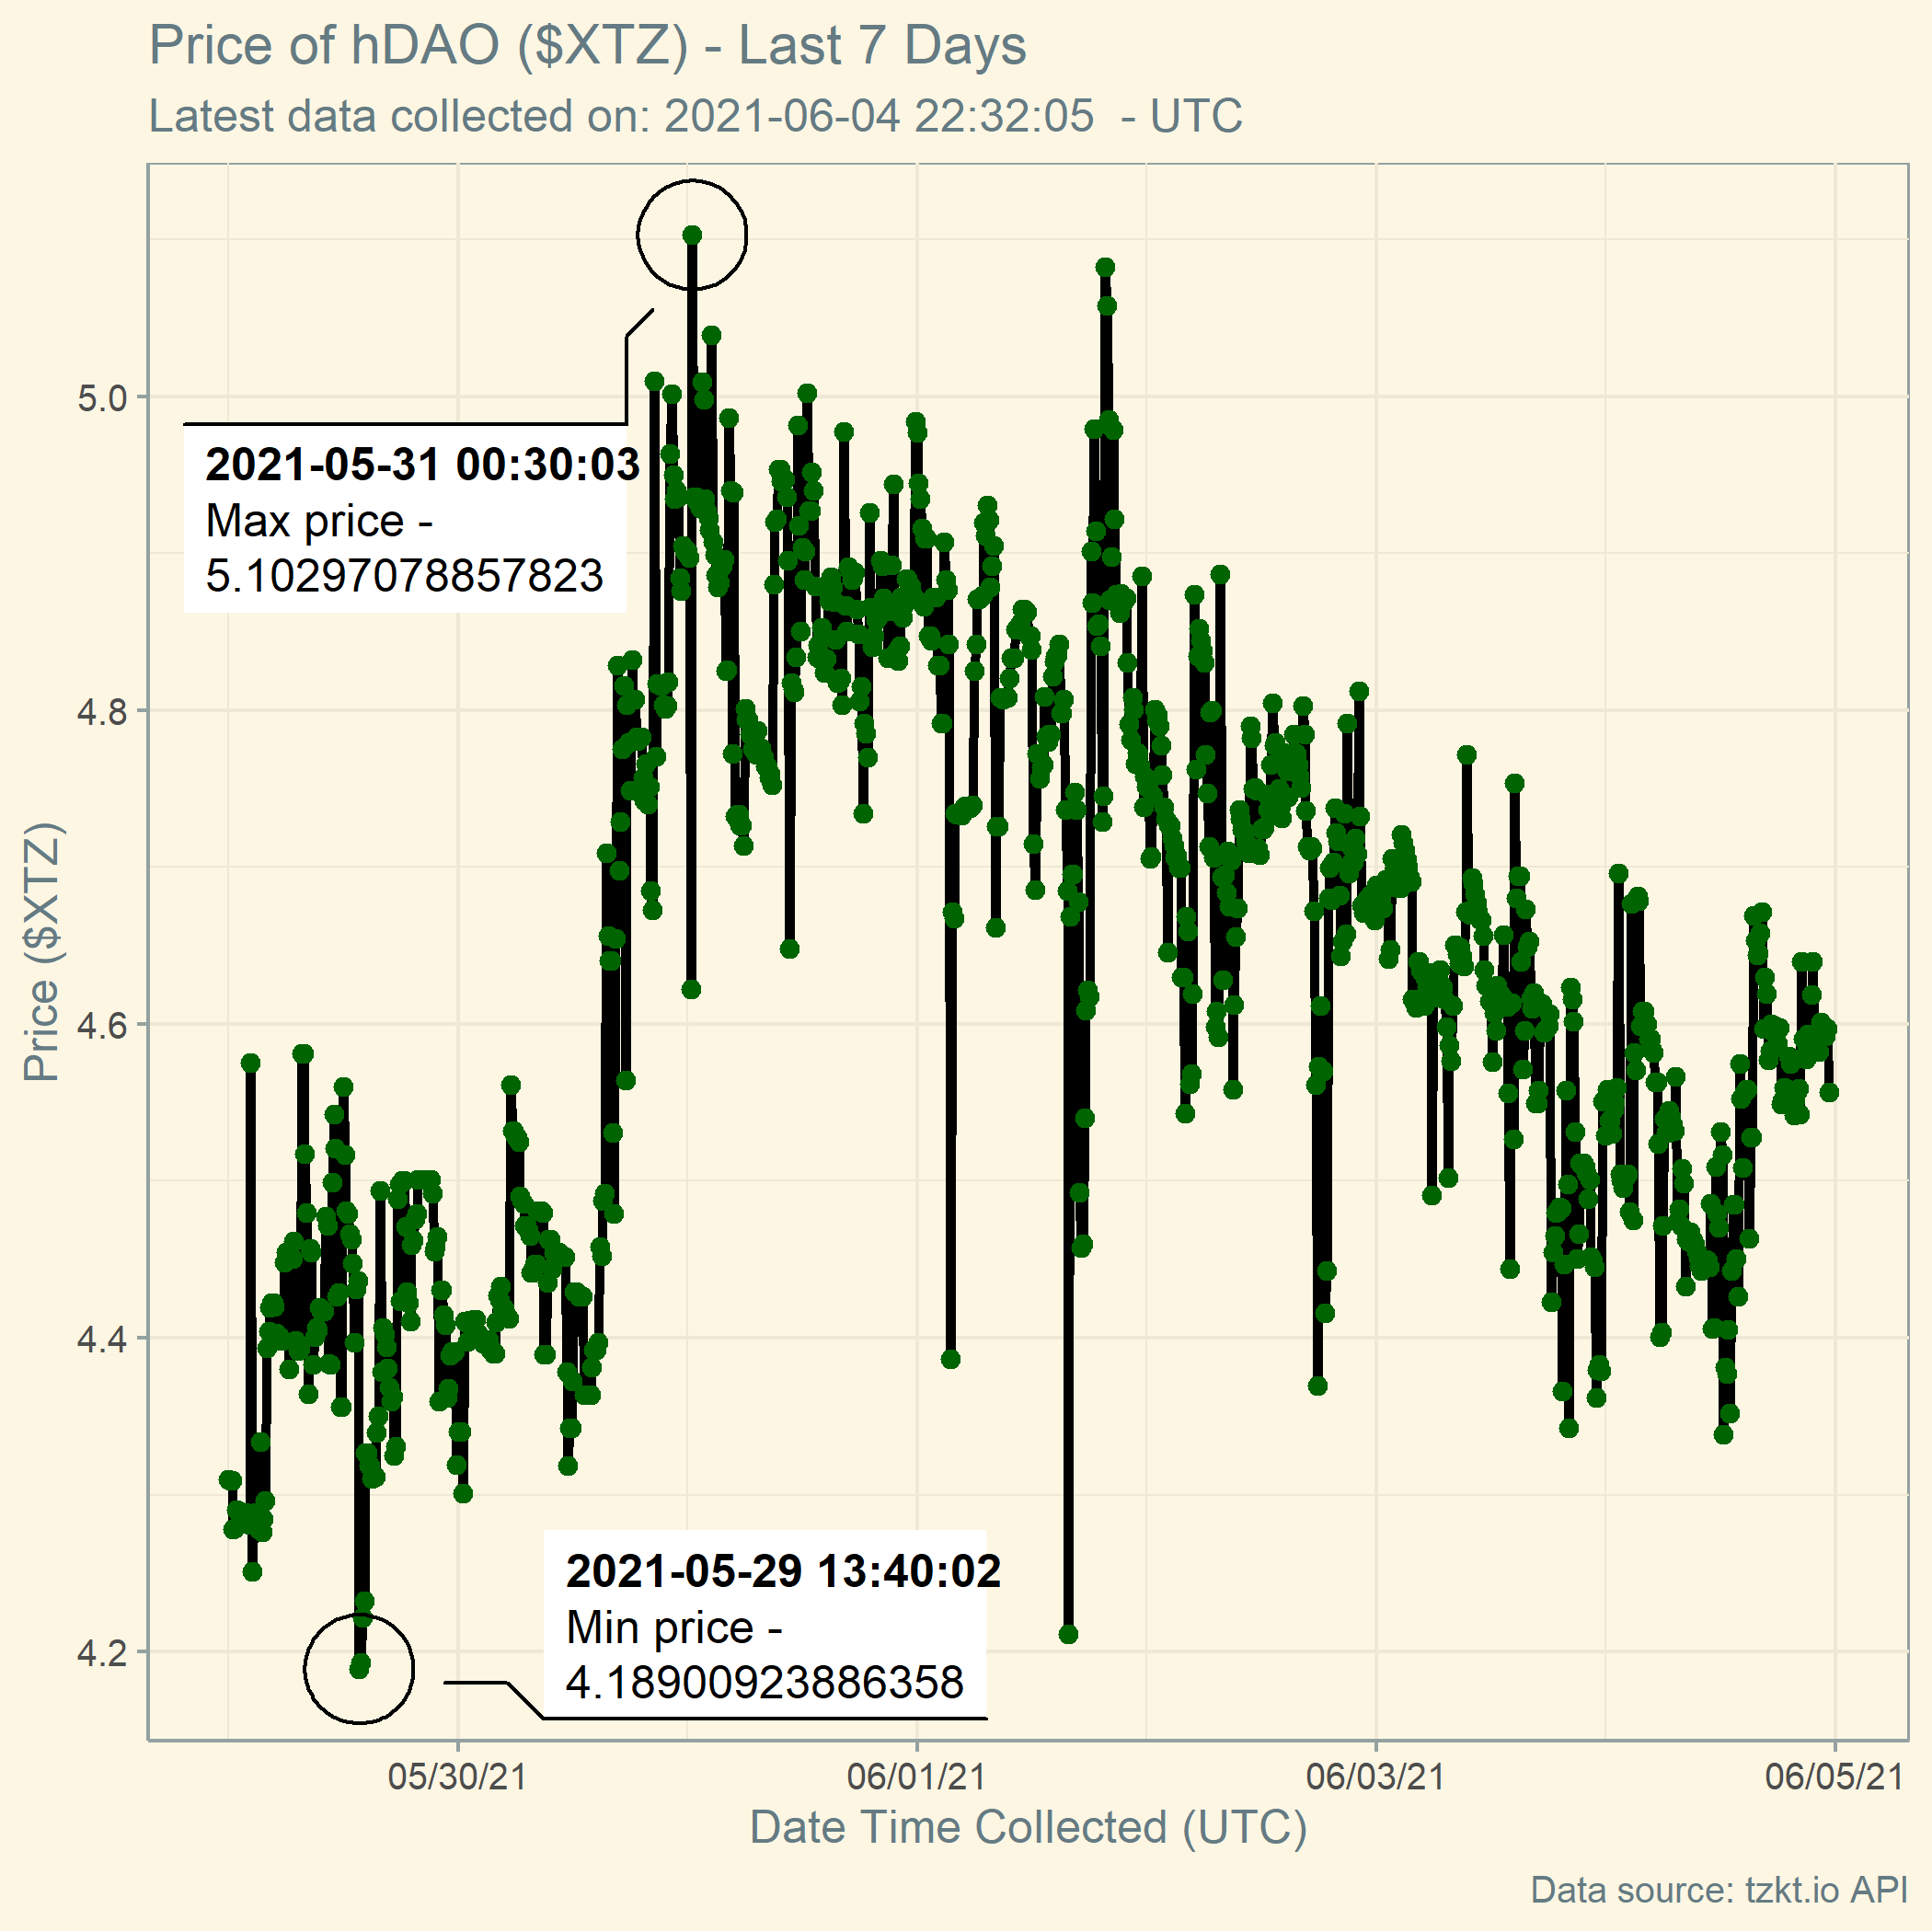 Price of hDAO ($XTZ) - Last 7 Days
Latest data collected on: 2021-06-04 22:32:05  - UTC
Price ($XTZ)
5.0
4.8
4.6
4.4
4.2
2021-05-31 00:30:03
Max price -
5.10297078857823
2021-05-29 13:40:02
Min price -
4.18900923886358
05/30/21
06/01/21
06/03/21
06/05/21
Date Time Collected (UTC)
Data source: tzkt.io API